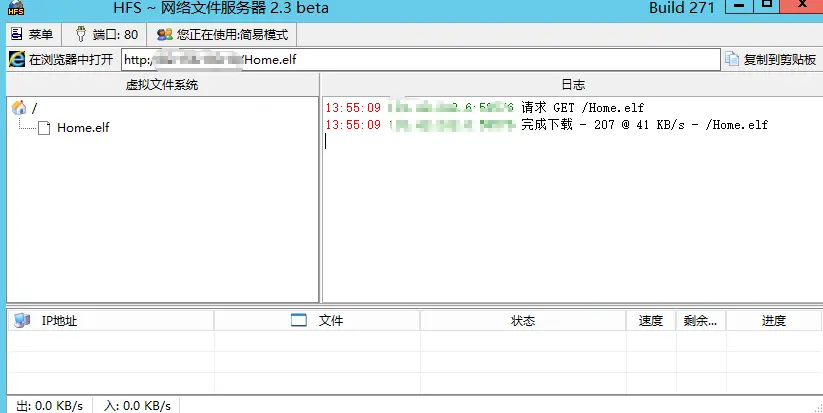 HFS ~ 网络文件服务器 2.3 beta Build 271
HFS
菜单 端口: 80 您正在使用:简易模式
在浏览器中打开 http:/ /Home.elf 复制到剪贴板
虚拟文件系统 日志
/
Home.elf
13:55:09 请求 GET /Home.elf
13:55:09 完成下载 - 207 @ 41 KB/s - /Home.elf
IP地址 文件 状态 速度 剩余... 进度
出: 0.0 KB/s 入: 0.0 KB/s